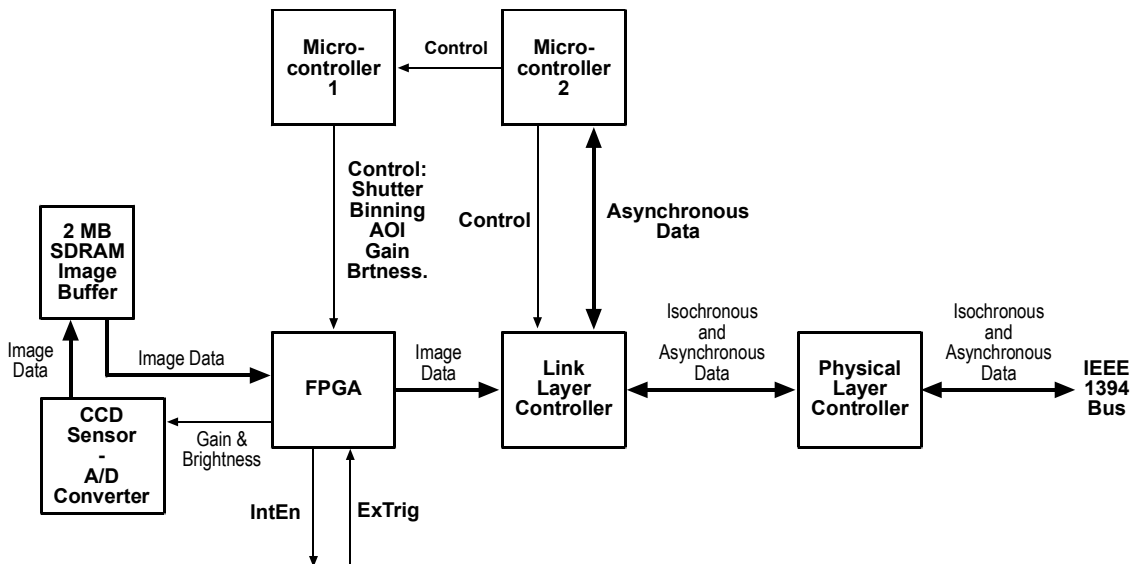 Micro-
controller
1
Control
Micro-
controller
2
Control:
Shutter
Binning
AOI
Gain
Brtness.
Control
Asynchronous
Data
2 MB
SDRAM
Image
Buffer
Image
Data
Image Data
FPGA
Image
Data
Link
Layer
Controller
Isochronous
and
Asynchronous
Data
Physical
Layer
Controller
Isochronous
and
Asynchronous
Data
IEEE
1394
Bus
CCD
Sensor
-
A/D
Converter
Gain &
Brightness
IntEn
ExTrig